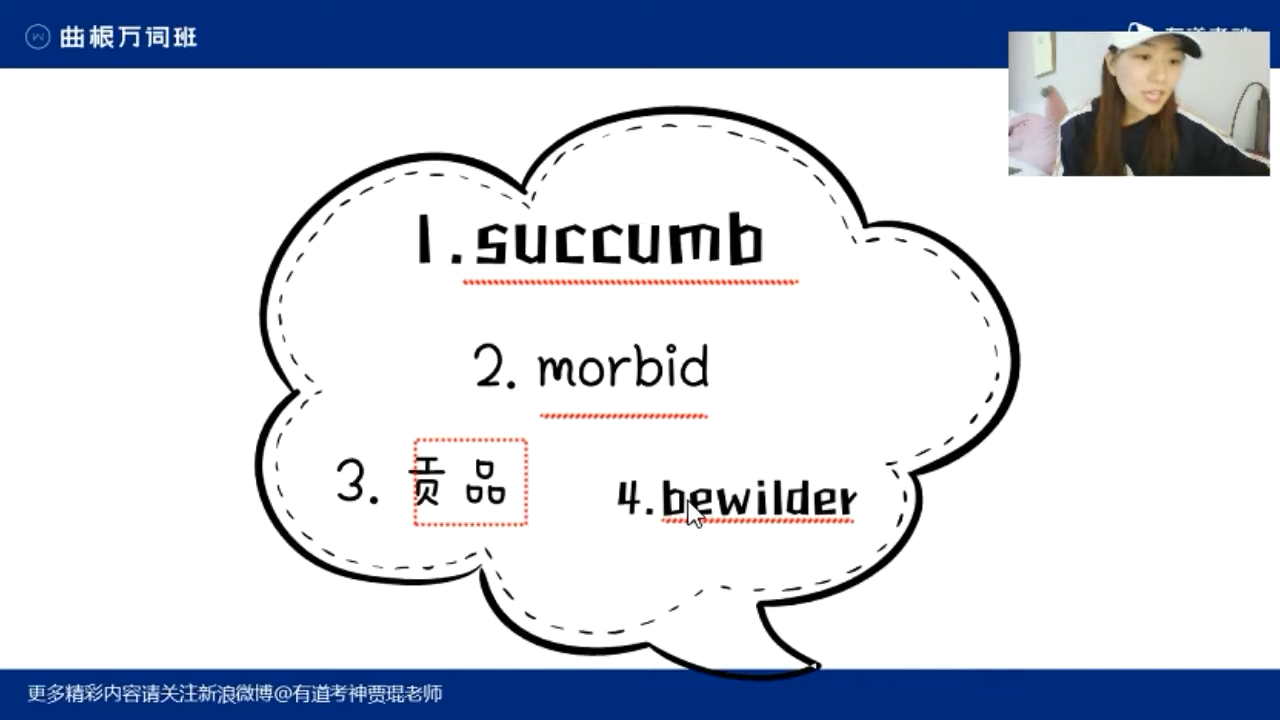 曲根万词班
1.succumb
2. morbid
3. 贡品
4.bewilder
更多精彩内容请关注新浪微博@有道考神贾琨老师